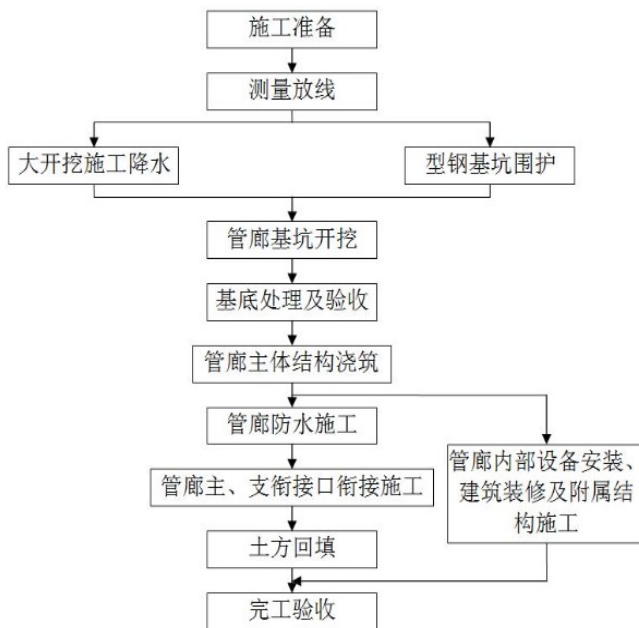 施工准备
测量放线
大开挖施工降水
型钢基坑围护
管廊基坑开挖
基底处理及验收
管廊主体结构浇筑
管廊防水施工
管廊主、支衔接口衔接施工
管廊内部设备安装、
建筑装修及附属结
构施工
土方回填
完工验收